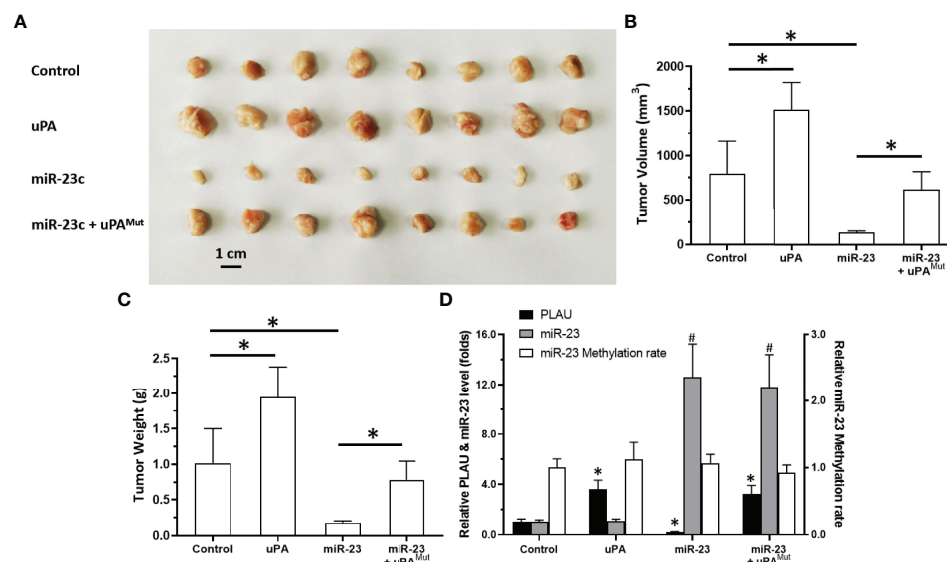 A
Control
uPA
miR-23c
miR-23c + uPA^Mut
1 cm
B
Tumor Volume (mm³)
2000
1500
1000
500
0
Control
uPA
miR-23
miR-23
+ uPA^Mut
*
*
*
C
Tumor Weight (g)
2.5
2.0
1.5
1.0
0.5
0.0
Control
uPA
miR-23
miR-23
+ uPA^Mut
*
*
*
D
PLAU
miR-23
miR-23 Methylation rate
Relative PLAU & miR-23 level (folds)
16.0
12.0
8.0
4.0
0.0
Relative miR-23 Methylation rate
3.0
2.0
1.0
0.0
*
*
#
*
#
Control
uPA
miR-23
miR-23
+ uPA^Mut